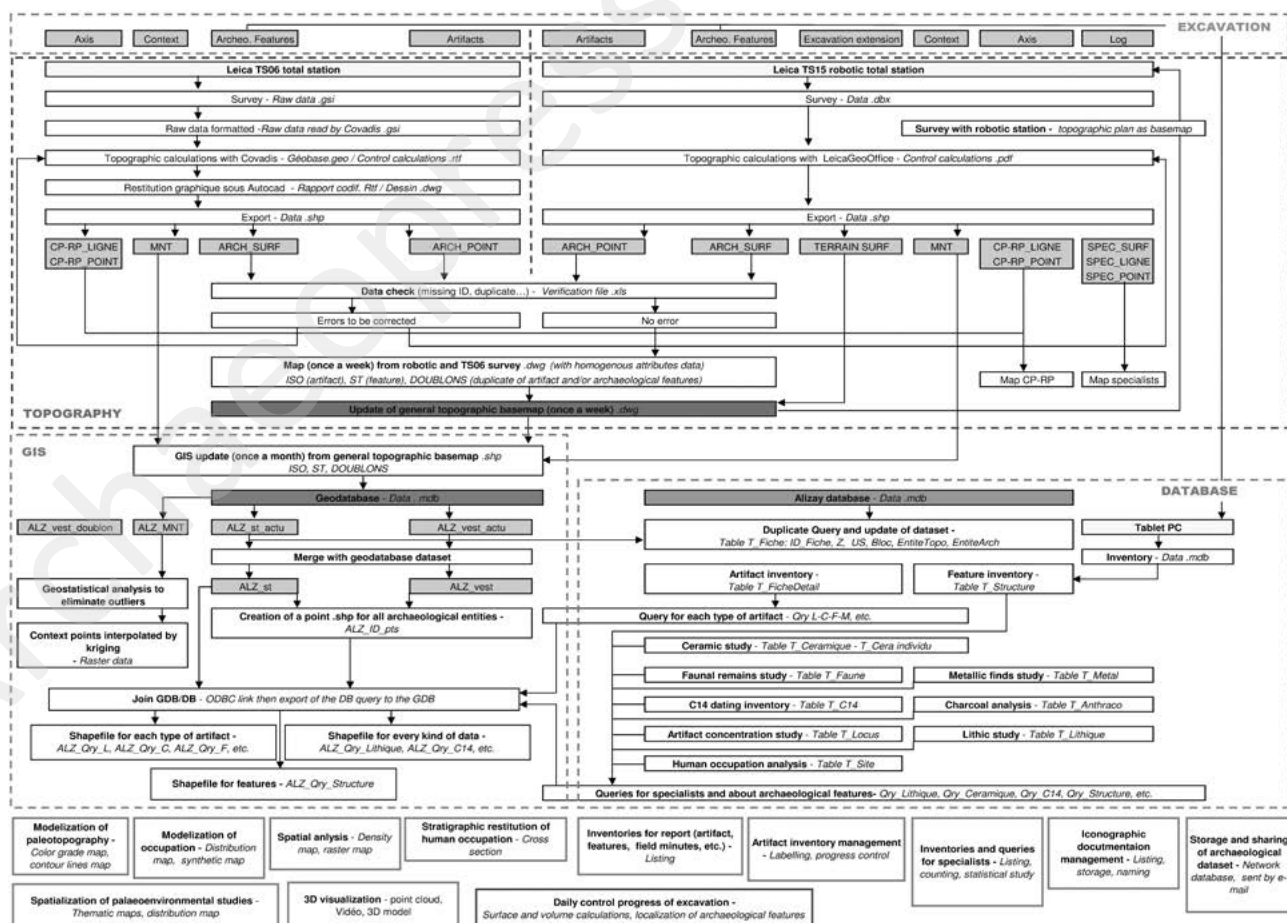 EXCAVATION
Axis
Context
Archeo. Features
Artifacts
Artifacts
Archeo. Features
Excavation extension
Context
Axis
Log
Leica TS06 total station
Leica TS15 robotic total station
Survey - Raw data .gsi
Survey - Data .dbx
Raw data formatted -Raw data read by Covadis .gsi
Survey with robotic station - topographic plan as basemap
Topographic calculations with Covadis - Géobase.geo / Control calculations .rtf
Topographic calculations with LeicaGeoOffice - Control calculations .pdf
Restitution graphique sous Autocad - Rapport codif. Rtf / Dessin .dwg
Export - Data .shp
Export - Data .shp
CP-RP_LIGNE
CP-RP_POINT
MNT
ARCH_SURF
ARCH_POINT
ARCH_POINT
ARCH_SURF
TERRAIN SURF
MNT
CP-RP_LIGNE
CP-RP_POINT
SPEC_SURF
SPEC_LIGNE
SPEC_POINT
Data check (missing ID, duplicate...) - Verification file .xls
Errors to be corrected
No error
Map (once a week) from robotic and TS06 survey .dwg (with homogenous attributes data)
ISO (artifact), ST (feature), DOUBLONS (duplicate of artifact and/or archaeological features)
Map CP-RP
Map specialists
TOPOGRAPHY
Update of general topographic basemap (once a week) .dwg
GIS
GIS update (once a month) from general topographic basemap .shp
ISO, ST, DOUBLONS
DATABASE
Geodatabase - Data .mdb
Alizay database - Data .mdb
ALZ_vest_doublon
ALZ_MNT
ALZ_st_actu
ALZ_vest_actu
Duplicate Query and update of dataset -
Table T_Fiche: ID_Fiche, Z, US, Bloc, EntiteTopo, EntiteArch
Tablet PC
Merge with geodatabase dataset
Inventory - Data .mdb
Geostatistical analysis to
eliminate outliers
ALZ_st
ALZ_vest
Artifact inventory -
Table T_FicheDetail
Feature inventory -
Table T_Structure
Creation of a point .shp for all archaeological entities -
ALZ_ID_pts
Query for each type of artifact - Qry L-C-F-M, etc.
Context points interpolated by
kriging
- Raster data
Ceramic study - Table T_Ceramique - T_Cera individu
Faunal remains study - Table T_Faune
Metallic finds study - Table T_Metal
Join GDB/DB - ODBC link then export of the DB query to the GDB
C14 dating inventory - Table T_C14
Charcoal analysis - Table T_Anthraco
Shapefile for each type of artifact -
ALZ_Qry_L, ALZ_Qry_C, ALZ_Qry_F, etc.
Shapefile for every kind of data -
ALZ_Qry_Lithique, ALZ_Qry_C14, etc.
Artifact concentration study - Table T_Locus
Lithic study - Table T_Lithique
Human occupation analysis - Table T_Site
Shapefile for features - ALZ_Qry_Structure
Queries for specialists and about archaeological features- Qry_Lithique, Qry_Ceramique, Qry_C14, Qry_Structure, etc.
Modelization of
paleotopography -
Color grade map,
contour lines map
Modelization of
occupation - Distribution
map, synthetic map
Spatial anlysis - Density
map, raster map
Stratigraphic restitution of
human occupation - Cross
section
Inventories for report (artifact,
features, field minutes, etc.) -
Listing
Artifact inventory management
- Labelling, progress control
Inventories and queries
for specialists - Listing,
counting, statistical study
Iconographic
docutmentaion
management - Listing,
storage, naming
Storage and sharing
of archaeological
dataset - Network
database, sent by e-
mail
Spatialization of palaeoenvironmental studies -
Thematic maps, distribution map
3D visualization - point cloud,
Vidéo, 3D model
Daily control progress of excavation -
Surface and volume calculations, localization of archaeological features
Archaeopress